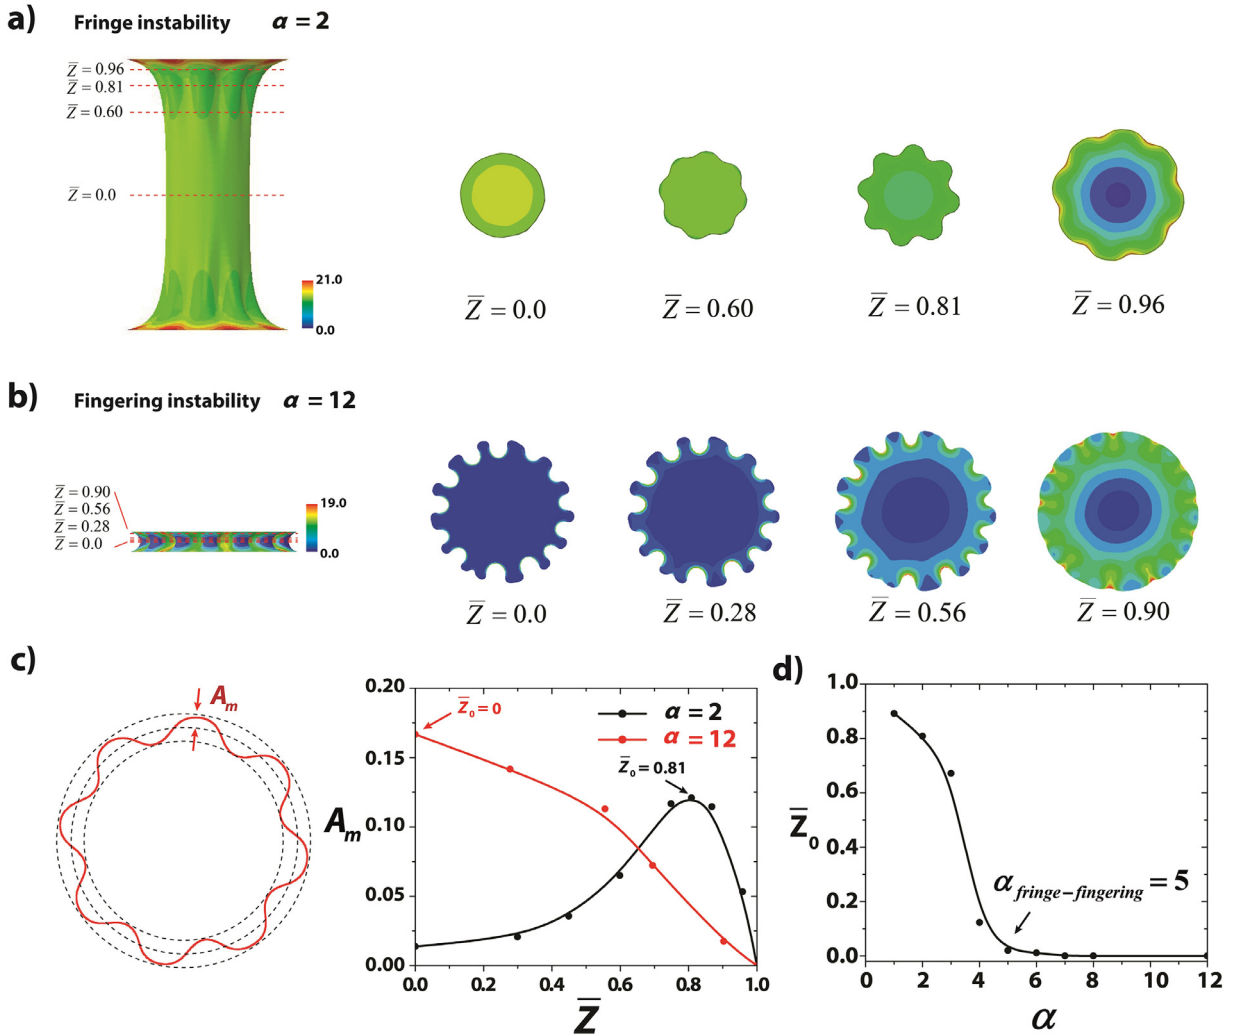 a) Fringe instability α = 2
Z̅ = 0.96
Z̅ = 0.81
Z̅ = 0.60
Z̅ = 0.0
21.0
0.0
Z̅ = 0.0 Z̅ = 0.60 Z̅ = 0.81 Z̅ = 0.96
b) Fingering instability α = 12
Z̅ = 0.90
Z̅ = 0.56
Z̅ = 0.28
Z̅ = 0.0
19.0
0.0
Z̅ = 0.0 Z̅ = 0.28 Z̅ = 0.56 Z̅ = 0.90
c)
Aₘ
0.20
0.15
0.10
0.05
0.00
Aₘ
Z̅₀ = 0
α = 2
α = 12
Z̅₀ = 0.81
0.0 0.2 0.4 0.6 0.8 1.0
Z̅
d)
1.0
0.8
0.6
0.4
0.2
0.0
Z̅₀
α fringe−fingering = 5
0 2 4 6 8 10 12
α